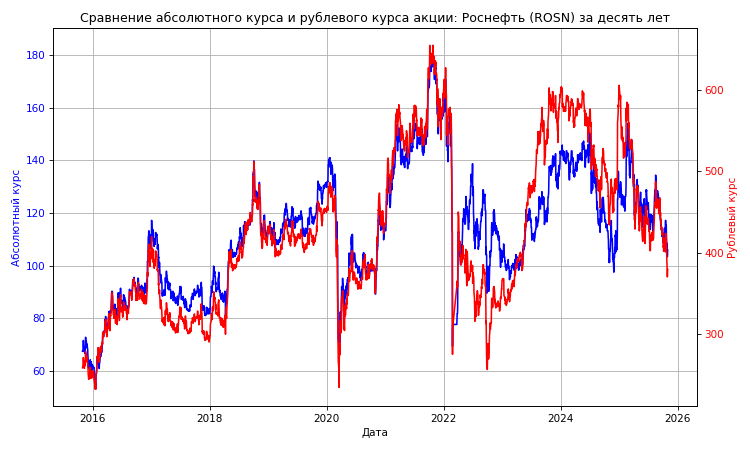 Сравнение абсолютного курса и рублевого курса акции: Роснефть (ROSN) за десять лет
180
160
140
120
100
80
60
Абсолютный курс
600
500
400
300
Рублевый курс
2016 2018 2020 2022 2024 2026
Дата